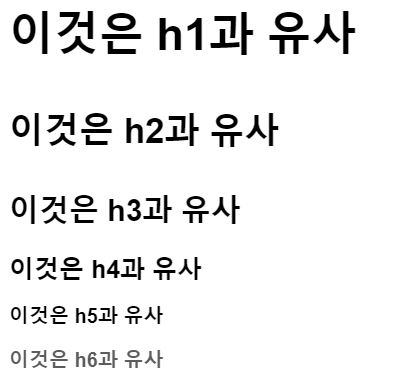 이것은 h1과 유사
이것은 h2과 유사
이것은 h3과 유사
이것은 h4과 유사
이것은 h5과 유사
이것은 h6과 유사